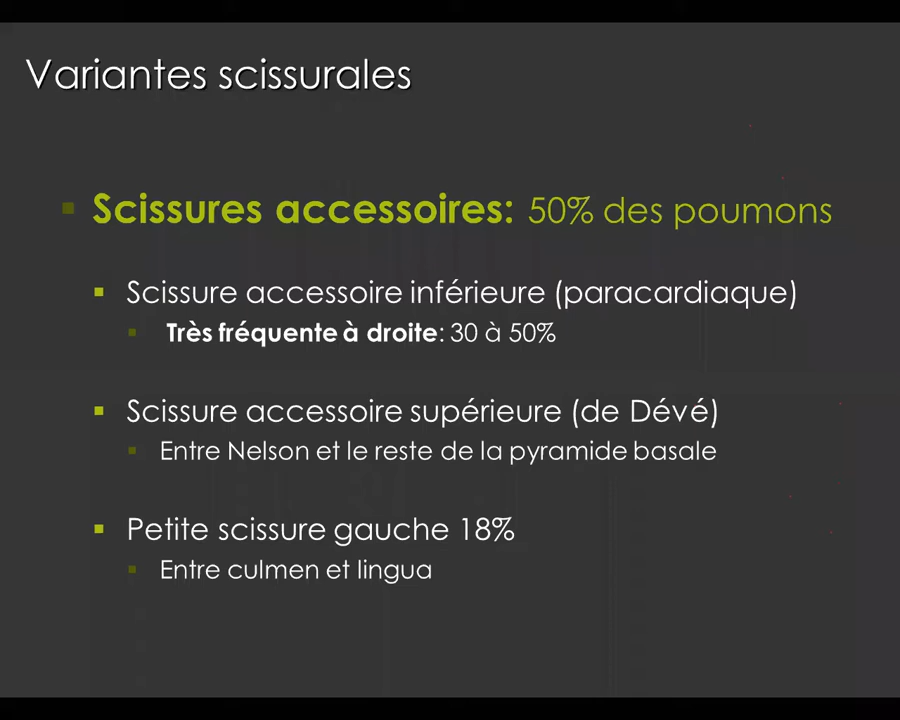 Variantes scissurales
Scissures accessoires: 50% des poumons
Scissure accessoire inférieure (paracardiaque)
Très fréquente à droite: 30 à 50%
Scissure accessoire supérieure (de Dévé)
Entre Nelson et le reste de la pyramide basale
Petite scissure gauche 18%
Entre culmen et lingua